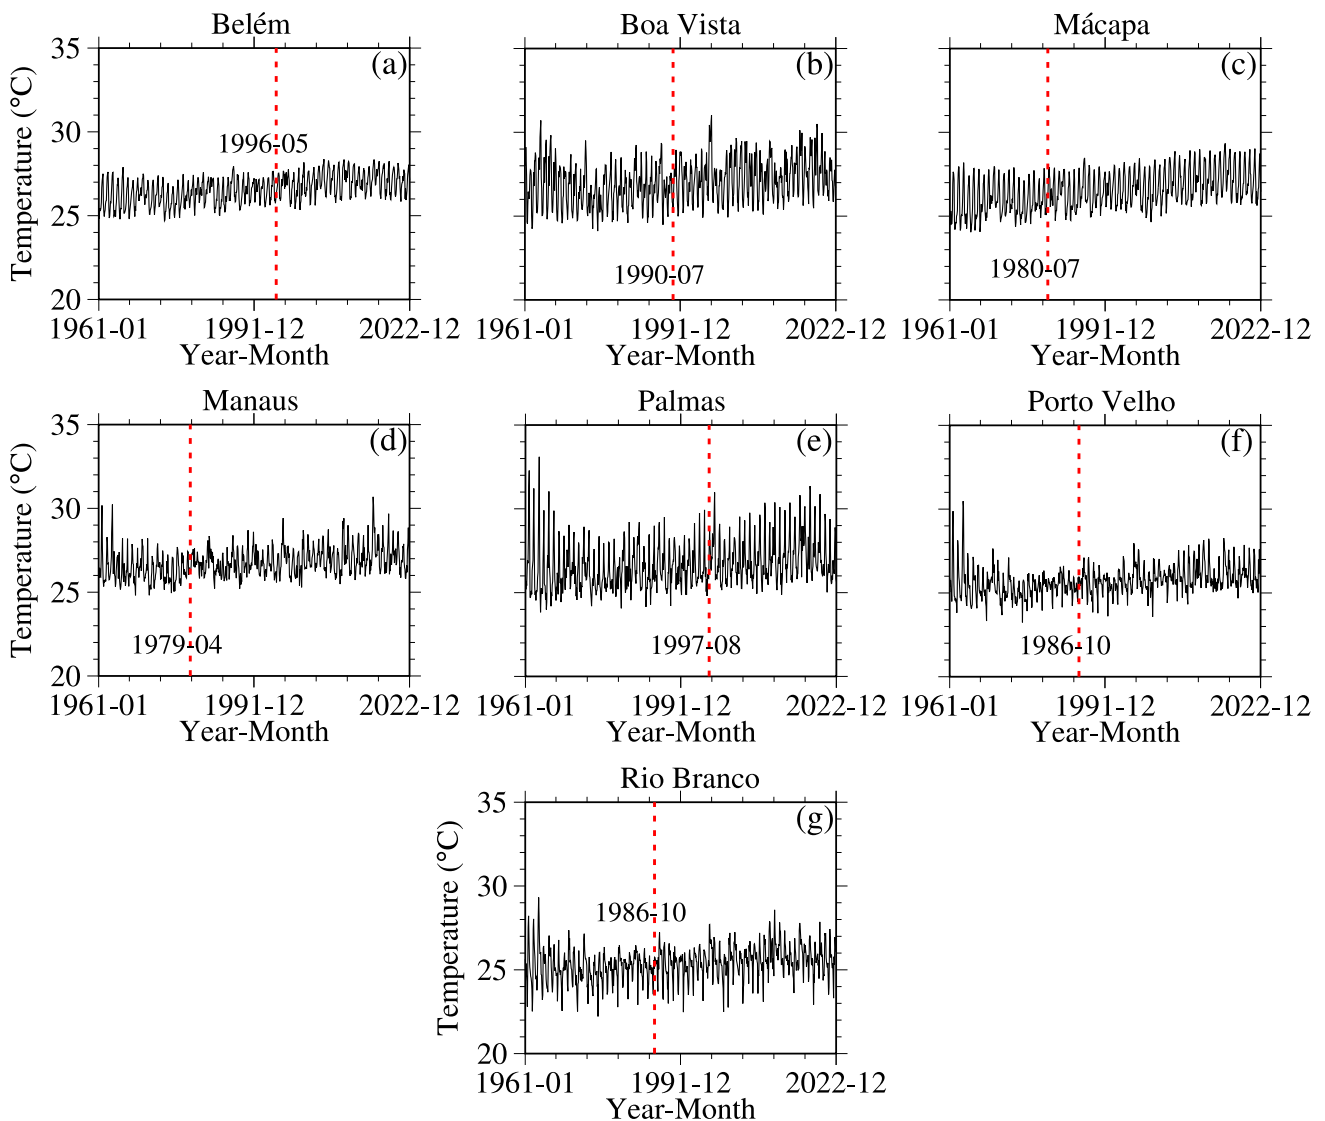 Belém
35
(a)
30
1996-05
25
20
Temperature (°C)
1961-01 1991-12 2022-12
Year-Month
Boa Vista
(b)
1990-07
1961-01 1991-12 2022-12
Year-Month
Mácapa
(c)
1980-07
1961-01 1991-12 2022-12
Year-Month
Manaus
35
(d)
30
25
1979-04
20
Temperature (°C)
1961-01 1991-12 2022-12
Year-Month
Palmas
(e)
1997-08
1961-01 1991-12 2022-12
Year-Month
Porto Velho
(f)
1986-10
1961-01 1991-12 2022-12
Year-Month
Rio Branco
35
(g)
30
1986-10
25
20
Temperature (°C)
1961-01 1991-12 2022-12
Year-Month